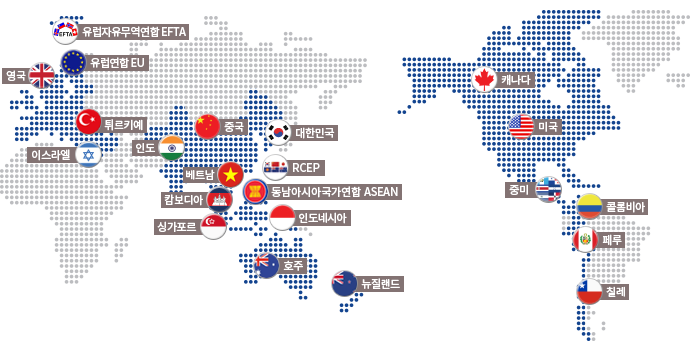 EFTA
유럽자유무역연합 EFTA
유럽연합 EU
영국
캐나다
튀르키예
중국
대한민국
미국
인도
이스라엘
베트남
RCEP
캄보디아
동남아시아국가연합 ASEAN
중미
콜롬비아
싱가포르
인도네시아
페루
호주
뉴질랜드
칠레